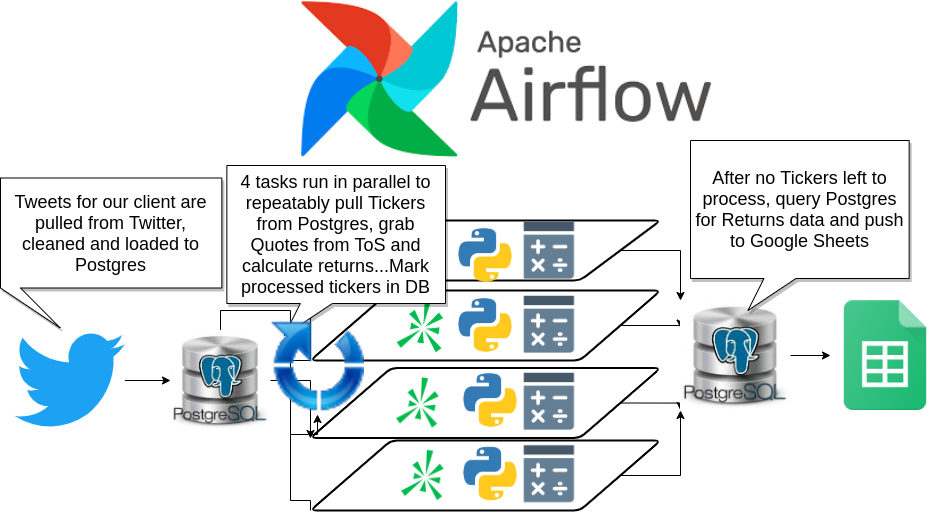 Apache
Airflow
Tweets for our client are
pulled from Twitter,
cleaned and loaded to
Postgres
4 tasks run in parallel to
repeatably pull Tickers
from Postgres, grab
Quotes from ToS and
calculate returns...Mark
processed tickers in DB
After no Tickers left to
process, query Postgres
for Returns data and push
to Google Sheets
PostgreSQL
PostgreSQL